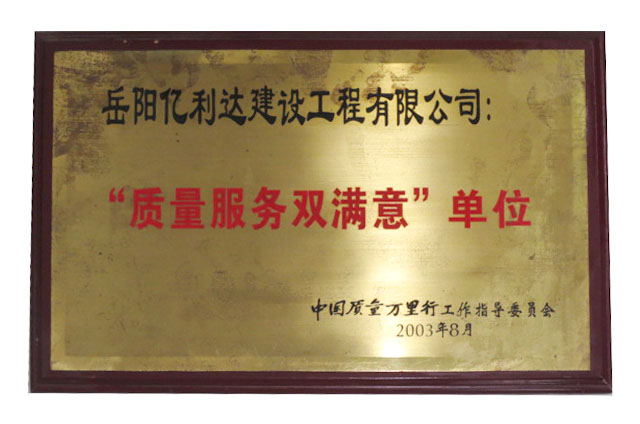 岳阳亿利达建设工程有限公司：
“质量服务双满意”单位
中国质量万里行工作指导委员会
2003年8月